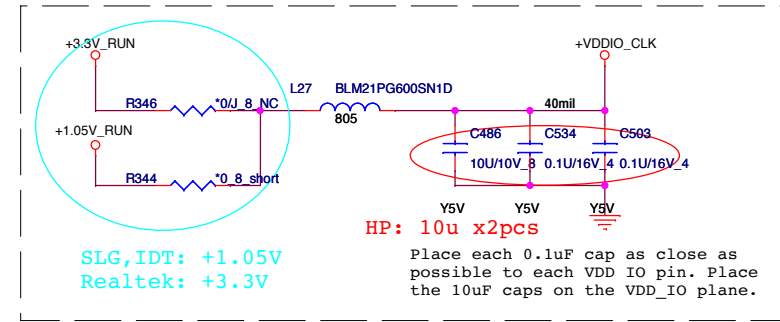 +3.3V_RUN
+VDDIO_CLK
L27 BLM21PG600SN1D
R346 *0/J_8_NC
805
40mil
+1.05V_RUN
C486 C534 C503
10U/10V_8 0.1U/16V_4 0.1U/16V_4
R344 *0_8_short
Y5V Y5V Y5V
HP: 10u x2pcs
SLG,IDT: +1.05V
Realtek: +3.3V
Place each 0.1uF cap as close as
possible to each VDD IO pin. Place
the 10uF caps on the VDD_IO plane.